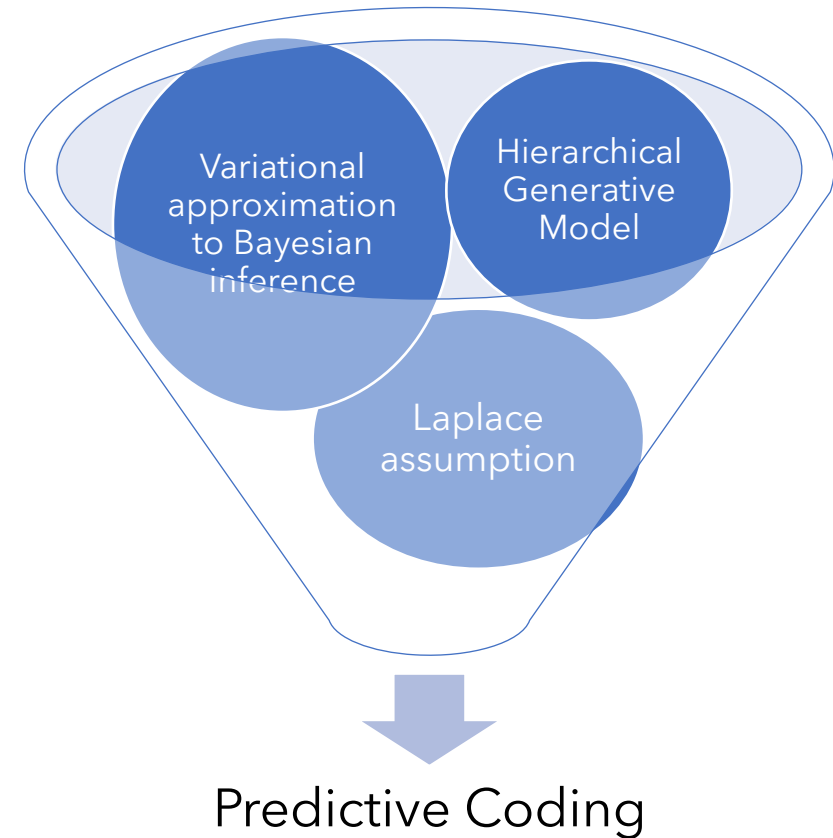 Variational
approximation
to Bayesian
inference
Hierarchical
Generative
Model
Laplace
assumption
Predictive Coding